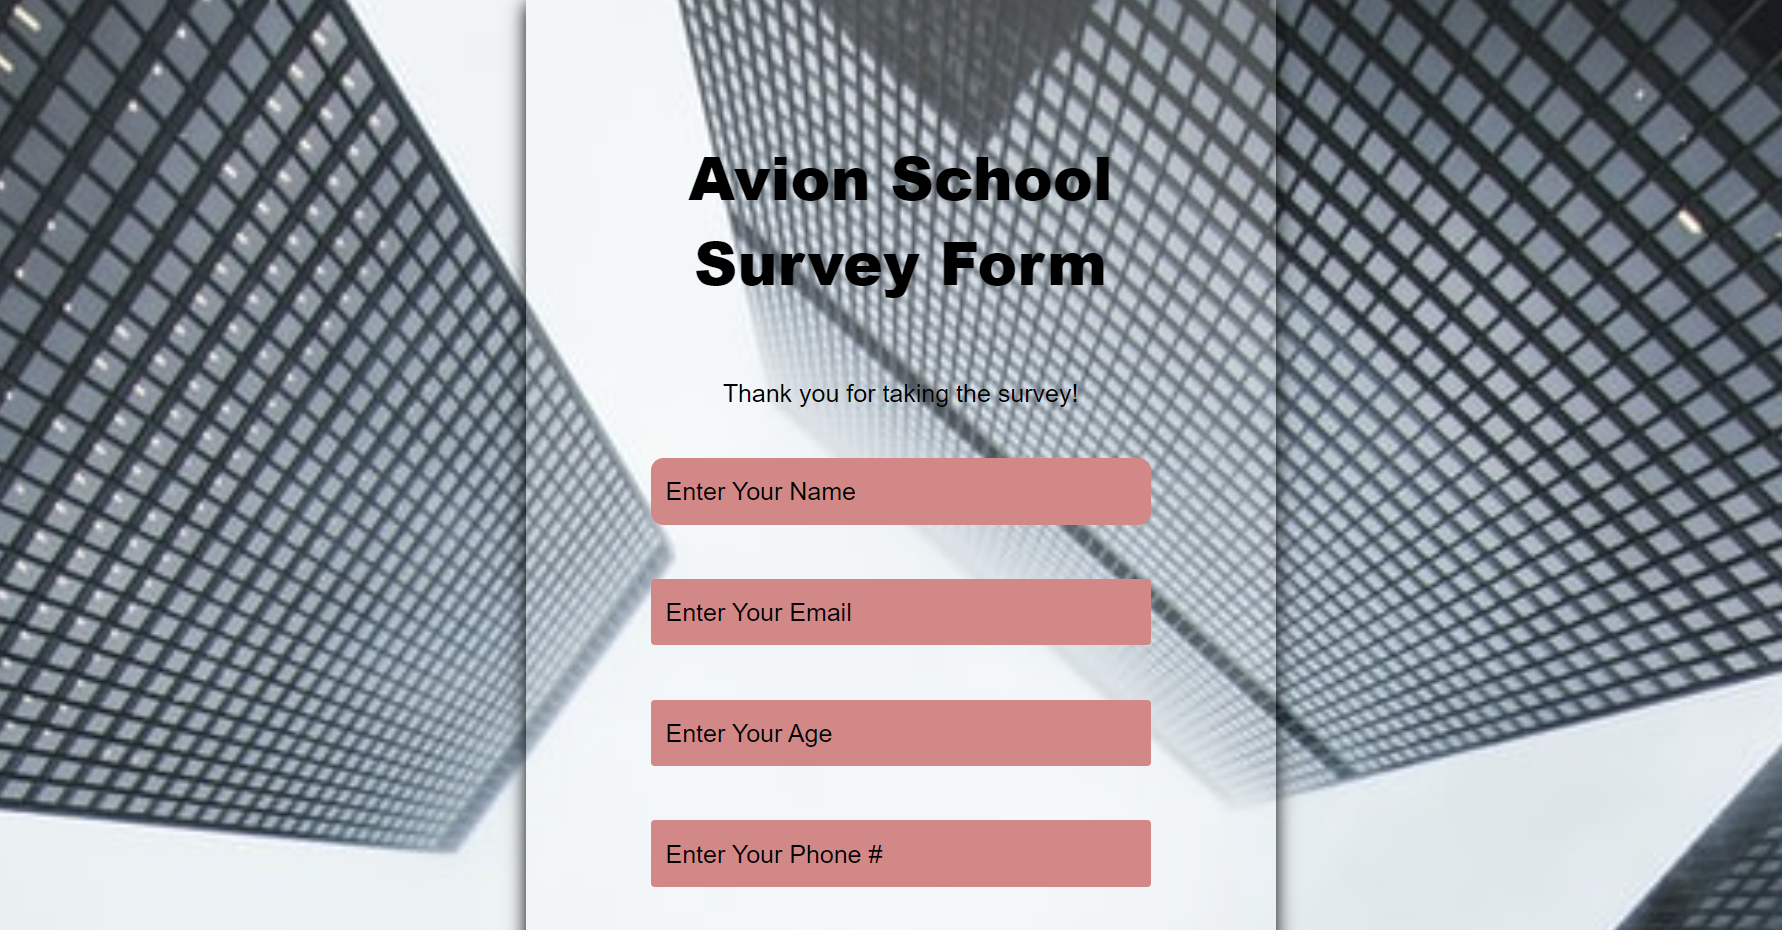 Avion School
Survey Form
Thank you for taking the survey!
Enter Your Name
Enter Your Email
Enter Your Age
Enter Your Phone #